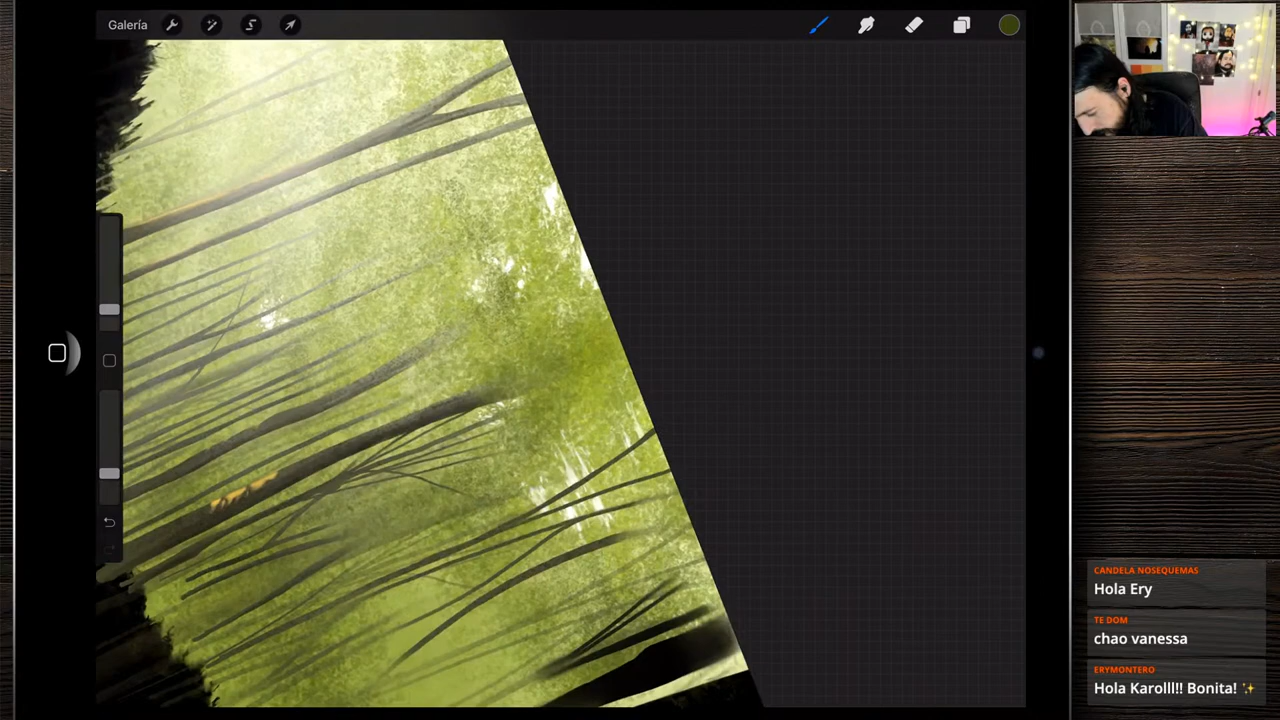 Galería
CANDELA NOSEQUEMAS
Hola Ery
TE DOM
chao vanessa
ERYMONTERO
Hola Karolll!! Bonita! ✨